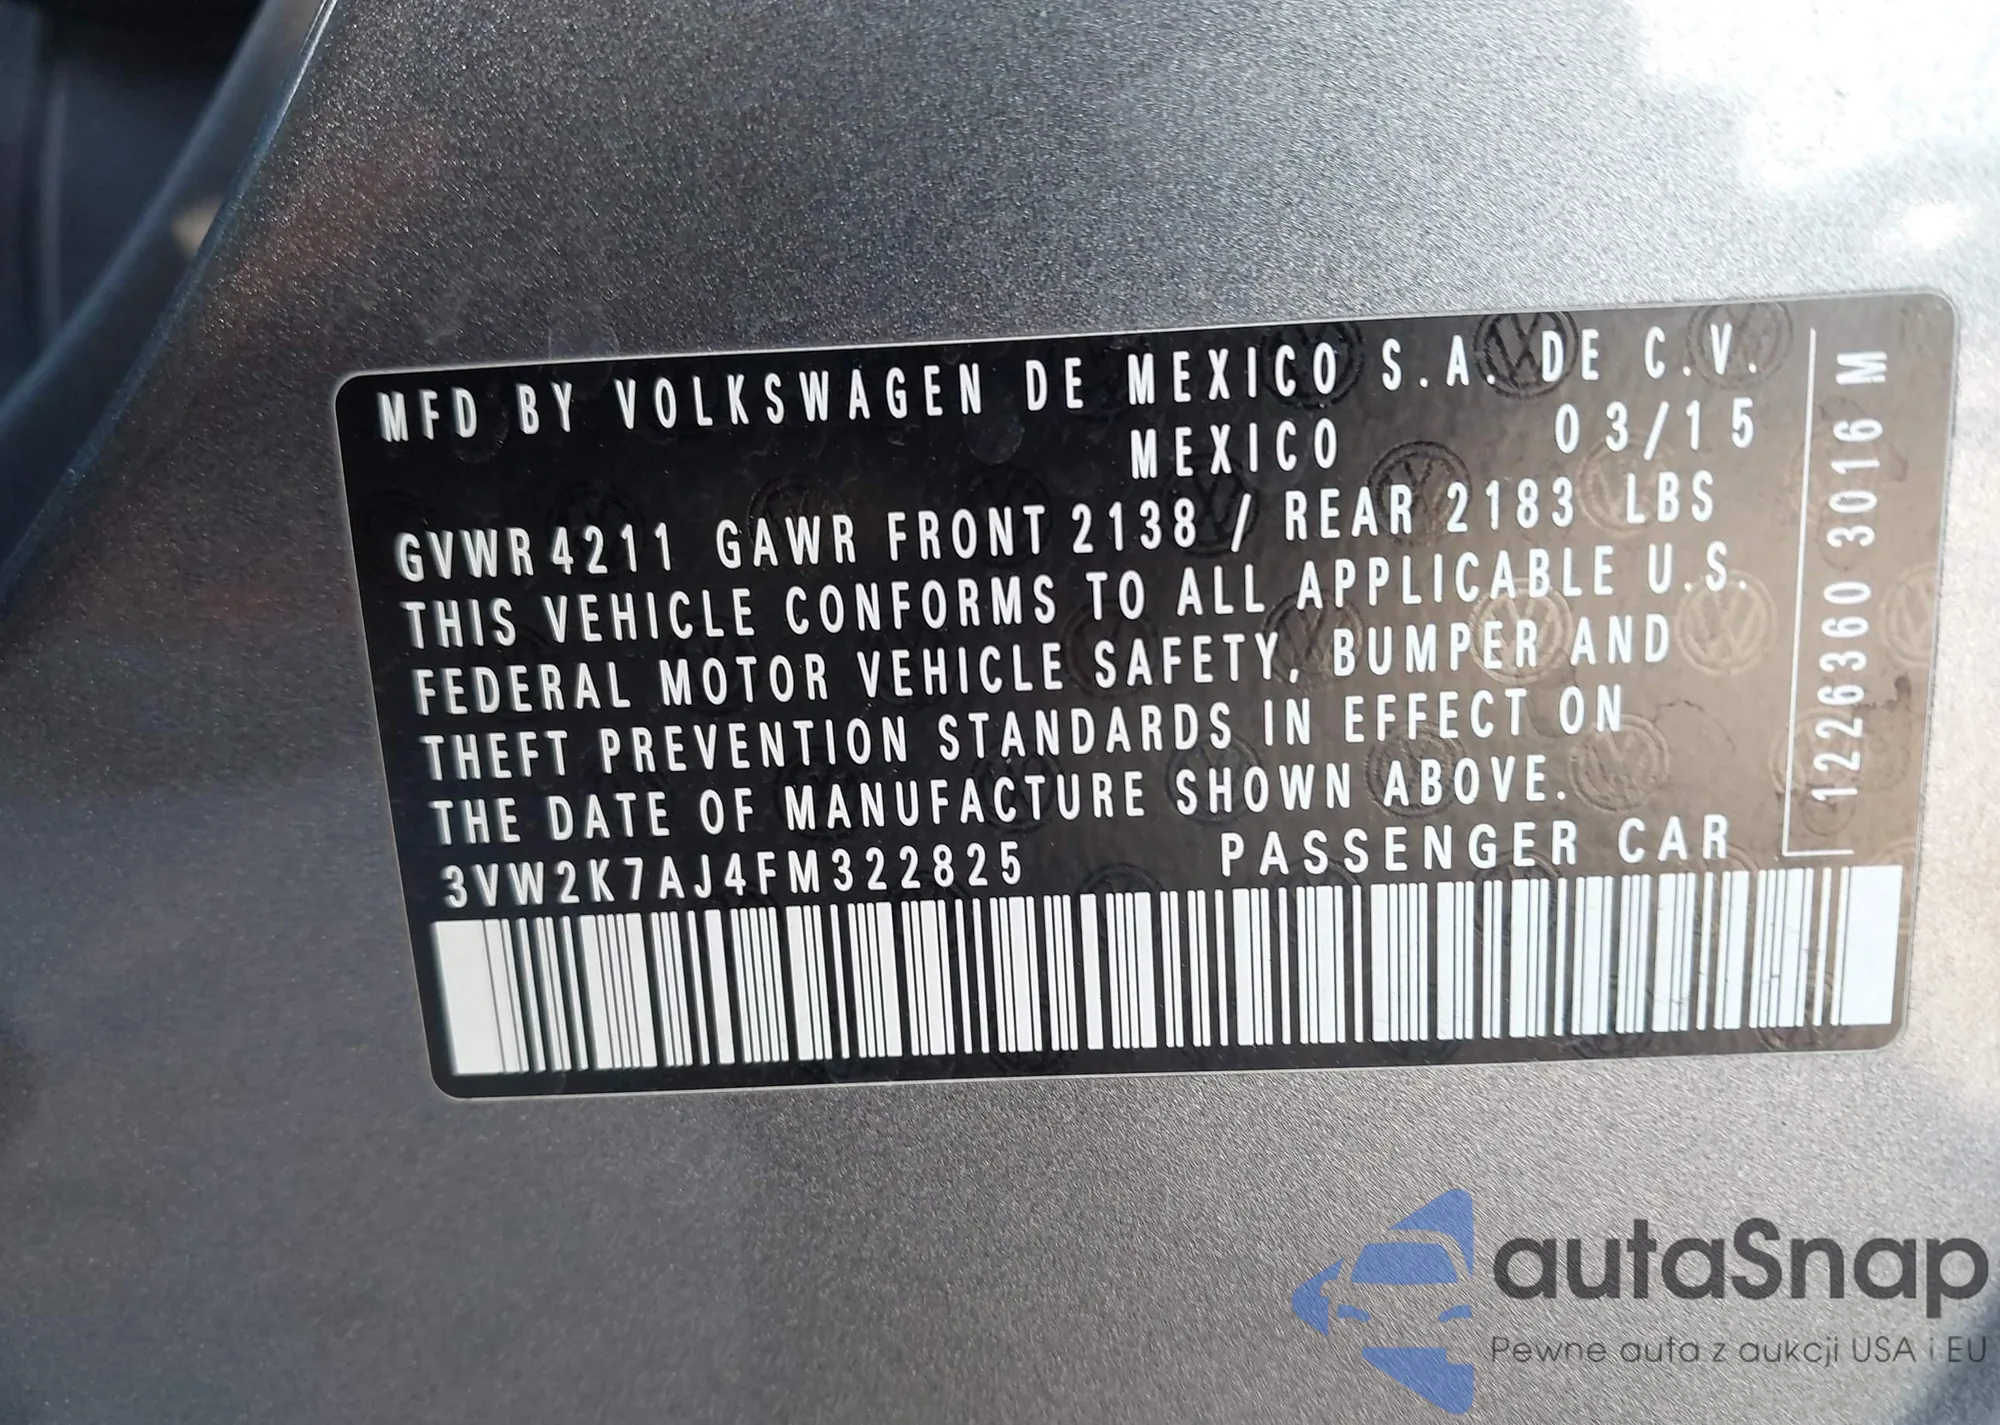 MFD BY VOLKSWAGEN DE MEXICO S.A. DE C.V.
MEXICO 03/15
GVWR 4211 GAWR FRONT 2138 / REAR 2183 LBS
THIS VEHICLE CONFORMS TO ALL APPLICABLE U.S.
FEDERAL MOTOR VEHICLE SAFETY, BUMPER AND
THEFT PREVENTION STANDARDS IN EFFECT ON
THE DATE OF MANUFACTURE SHOWN ABOVE.
3VW2K7AJ4FM322825 PASSENGER CAR
1226360 3016 M
autaSnap
Pewne auta z aukcji USA i EU